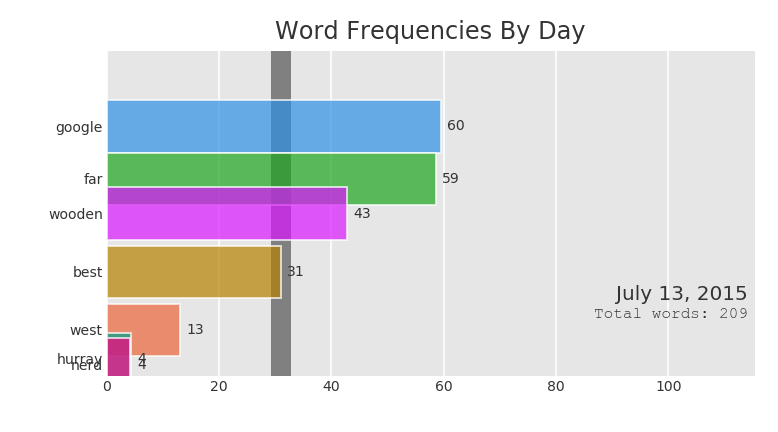 Word Frequencies By Day
google 60
far 59
wooden 43
best 31
July 13, 2015
Total words: 209
west 13
hurray 4
nerd 4
0 20 40 60 80 100